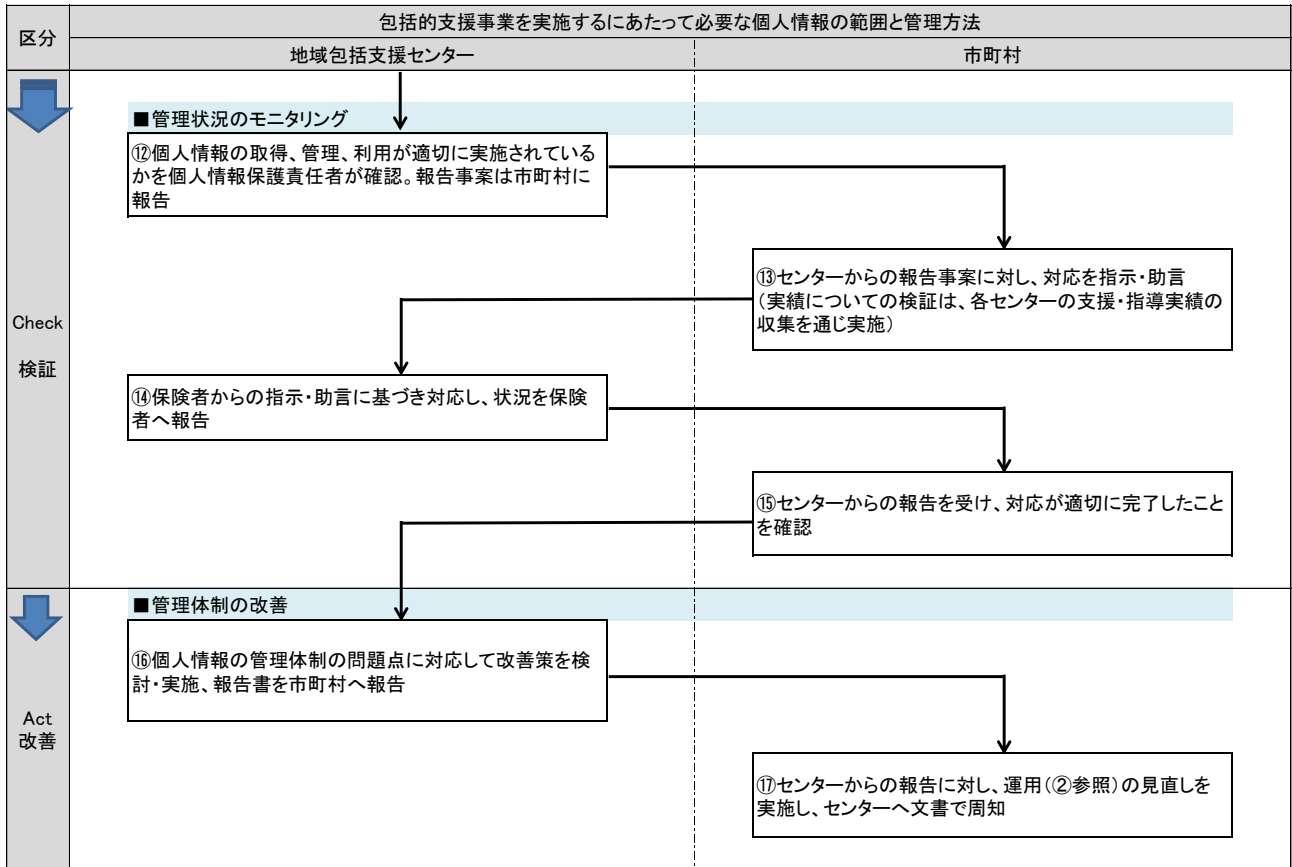 区分
包括的支援事業を実施するにあたって必要な個人情報の範囲と管理方法
地域包括支援センター
市町村
■管理状況のモニタリング
⑫個人情報の取得、管理、利用が適切に実施されている
かを個人情報保護責任者が確認。報告事案は市町村に
報告
⑬センターからの報告事案に対し、対応を指示・助言
（実績についての検証は、各センターの支援・指導実績の
収集を通じ実施）
Check
検証
⑭保険者からの指示・助言に基づき対応し、状況を保険
者へ報告
⑮センターからの報告を受け、対応が適切に完了したこと
を確認
■管理体制の改善
⑯個人情報の管理体制の問題点に対応して改善策を検
討・実施、報告書を市町村へ報告
Act
改善
⑰センターからの報告に対し、運用（②参照）の見直しを
実施し、センターへ文書で周知